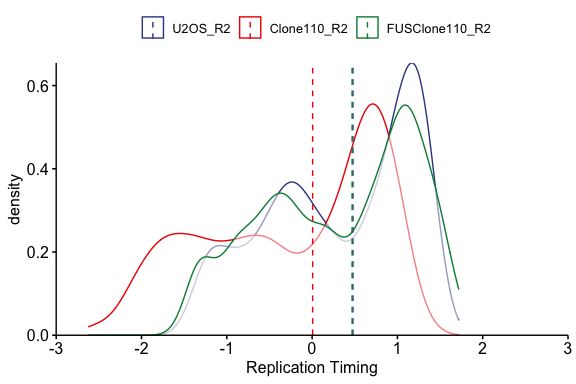 U2OS_R2 Clone110_R2 FUSClone110_R2
0.6
0.4
0.2
0.0
density
-3 -2 -1 0 1 2 3
Replication Timing